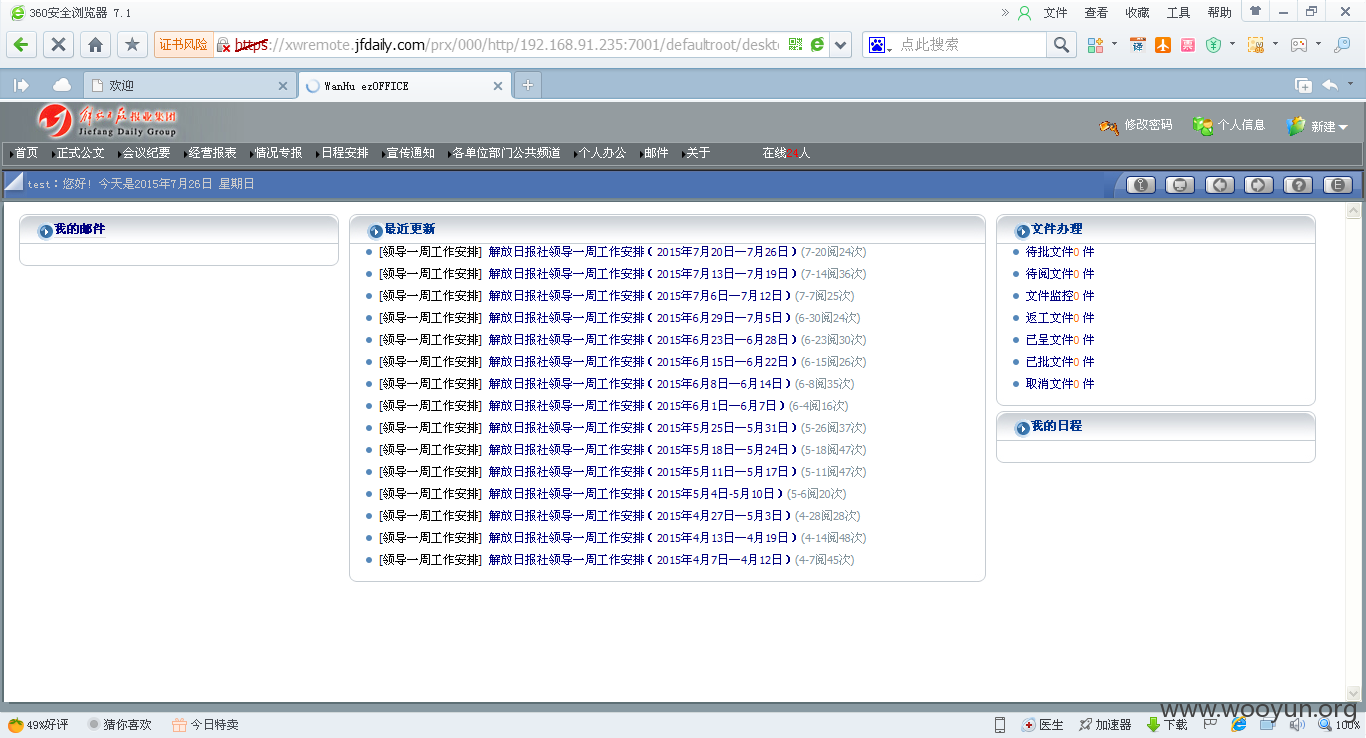 360安全浏览器 7.1
文件 查看 收藏 工具 帮助
证书风险 https://xwremote.jfdaily.com/prx/000/http/192.168.91.235:7001/defaultroot/deskt 点此搜索
欢迎 WanHu ezOFFICE
解放日报报业集团
Jiefang Daily Group
修改密码 个人信息 新建
首页 正式公文 会议纪要 经营报表 情况专报 日程安排 宣传通知 各单位部门公共频道 个人办公 邮件 关于 在线24人
test：您好！今天是2015年7月26日 星期日
我的邮件
最近更新
[领导一周工作安排] 解放日报社领导一周工作安排（2015年7月20日—7月26日）(7-20阅24次)
[领导一周工作安排] 解放日报社领导一周工作安排（2015年7月13日—7月19日）(7-14阅36次)
[领导一周工作安排] 解放日报社领导一周工作安排（2015年7月6日—7月12日）(7-7阅25次)
[领导一周工作安排] 解放日报社领导一周工作安排（2015年6月29日—7月5日）(6-30阅24次)
[领导一周工作安排] 解放日报社领导一周工作安排（2015年6月23日—6月28日）(6-23阅30次)
[领导一周工作安排] 解放日报社领导一周工作安排（2015年6月15日—6月22日）(6-15阅26次)
[领导一周工作安排] 解放日报社领导一周工作安排（2015年6月8日—6月14日）(6-8阅35次)
[领导一周工作安排] 解放日报社领导一周工作安排（2015年6月1日—6月7日）(6-4阅16次)
[领导一周工作安排] 解放日报社领导一周工作安排（2015年5月25日—5月31日）(5-26阅37次)
[领导一周工作安排] 解放日报社领导一周工作安排（2015年5月18日—5月24日）(5-18阅47次)
[领导一周工作安排] 解放日报社领导一周工作安排（2015年5月11日—5月17日）(5-11阅47次)
[领导一周工作安排] 解放日报社领导一周工作安排（2015年5月4日-5月10日）(5-6阅20次)
[领导一周工作安排] 解放日报社领导一周工作安排（2015年4月27日—5月3日）(4-28阅28次)
[领导一周工作安排] 解放日报社领导一周工作安排（2015年4月13日—4月19日）(4-14阅48次)
[领导一周工作安排] 解放日报社领导一周工作安排（2015年4月7日—4月12日）(4-7阅45次)
文件办理
待批文件0 件
待阅文件0 件
文件监控0 件
返工文件0 件
已呈文件0 件
已批文件0 件
取消文件0 件
我的日程
www.wooyun.org
49%好评 猜你喜欢 今日特卖 医生 加速器 下载 100%